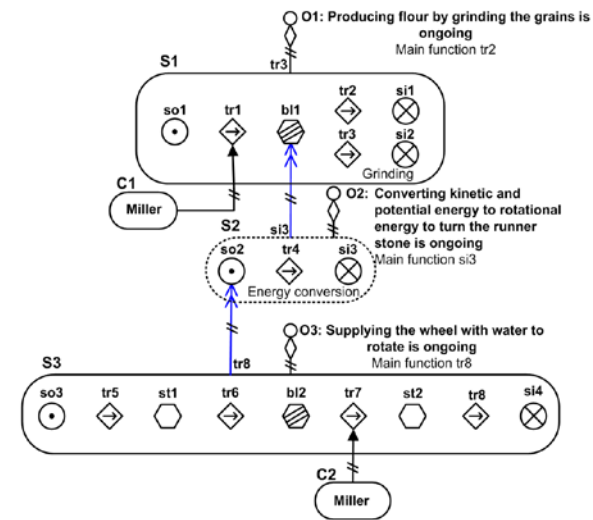 O1: Producing flour by grinding the grains is
ongoing
Main function tr2
tr3
S1
so1 tr1 bl1 tr2 si1
tr3 si2
Grinding
C1
Miller
O2: Converting kinetic and
potential energy to rotational
energy to turn the runner
stone is ongoing
Main function si3
S2
si3
so2 tr4 si3
Energy conversion
O3: Supplying the wheel with water to
rotate is ongoing
Main function tr8
S3
tr8
so3 tr5 st1 tr6 bl2 tr7 st2 tr8 si4
C2
Miller